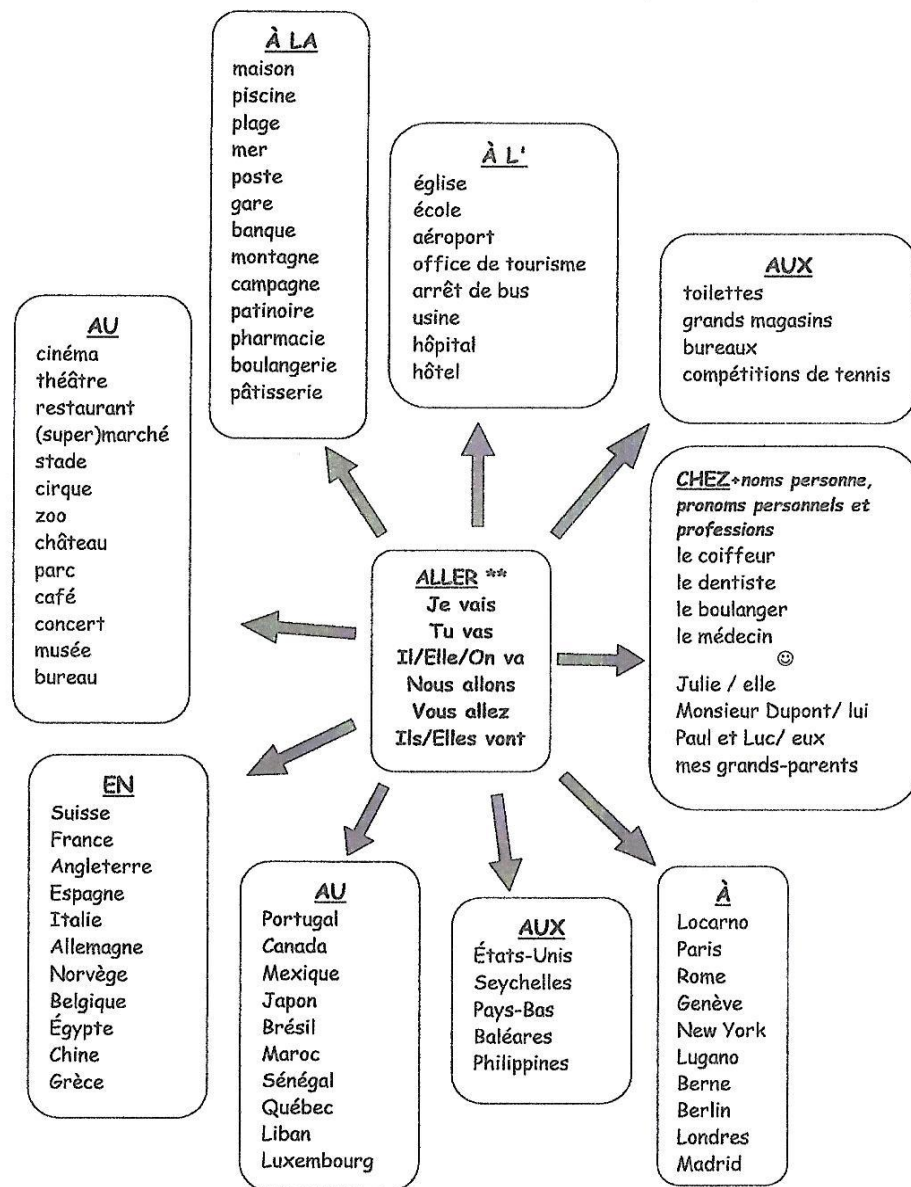 À LA
maison
piscine
plage
mer
poste
gare
banque
montagne
campagne
patinoire
pharmacie
boulangerie
pâtisserie
À L'
église
école
aéroport
office de tourisme
arrêt de bus
usine
hôpital
hôtel
AUX
toilettes
grands magasins
bureaux
compétitions de tennis
AU
cinéma
théâtre
restaurant
(super)marché
stade
cirque
zoo
château
parc
café
concert
musée
bureau
CHEZ+noms personne,
pronoms personnels et
professions
le coiffeur
le dentiste
le boulanger
le médecin
☺
Julie / elle
Monsieur Dupont/ lui
Paul et Luc/ eux
mes grands-parents
ALLER **
Je vais
Tu vas
Il/Elle/On va
Nous allons
Vous allez
Ils/Elles vont
EN
Suisse
France
Angleterre
Espagne
Italie
Allemagne
Norvège
Belgique
Égypte
Chine
Grèce
AU
Portugal
Canada
Mexique
Japon
Brésil
Maroc
Sénégal
Québec
Liban
Luxembourg
AUX
États-Unis
Seychelles
Pays-Bas
Baléares
Philippines
À
Locarno
Paris
Rome
Genève
New York
Lugano
Berne
Berlin
Londres
Madrid